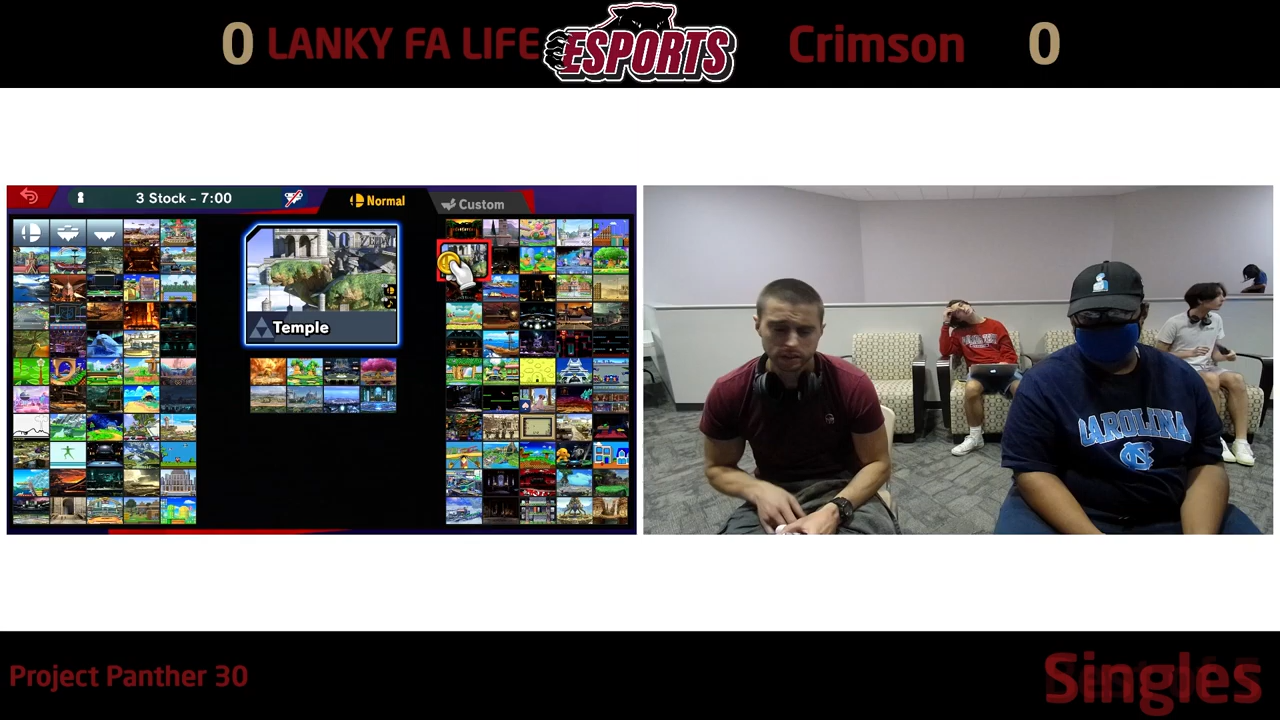 0 LANKY FA LIFE ESPORTS Crimson 0
3 Stock - 7:00
Normal
Custom
Temple
CAROLINA
NC
Project Panther 30
Singles